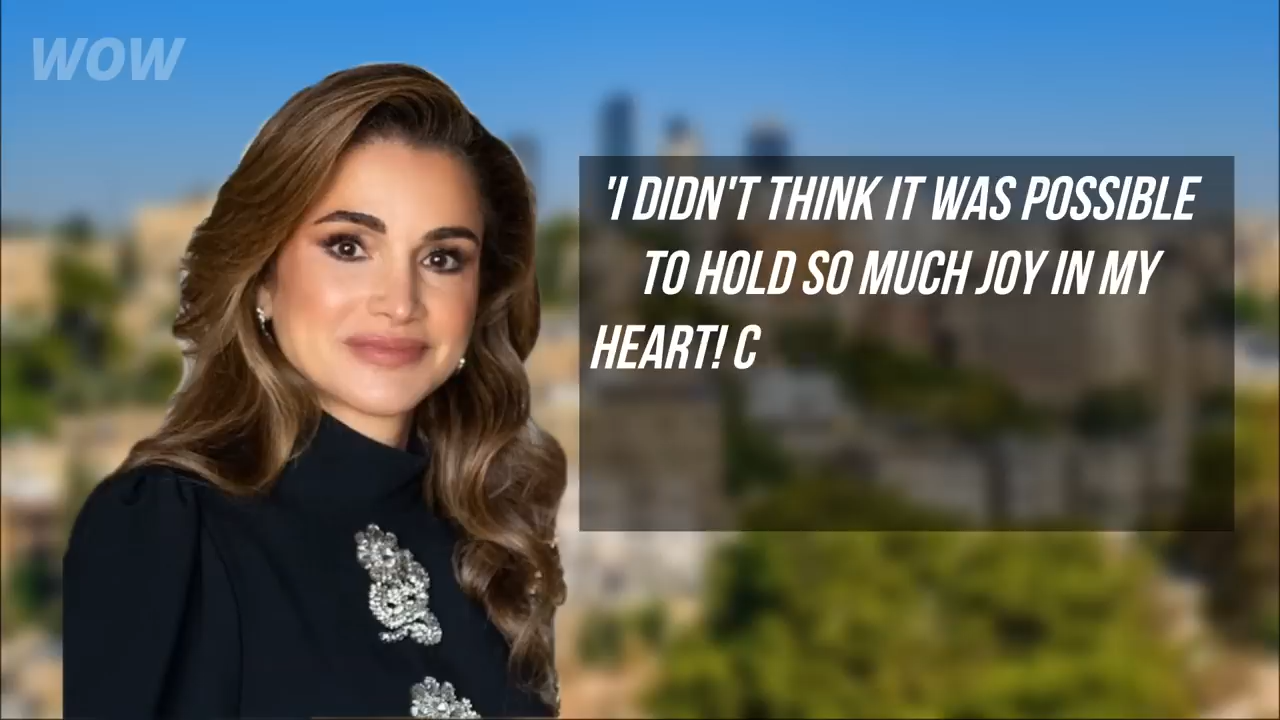 WOW
'I DIDN'T THINK IT WAS POSSIBLE
TO HOLD SO MUCH JOY IN MY
HEART! C